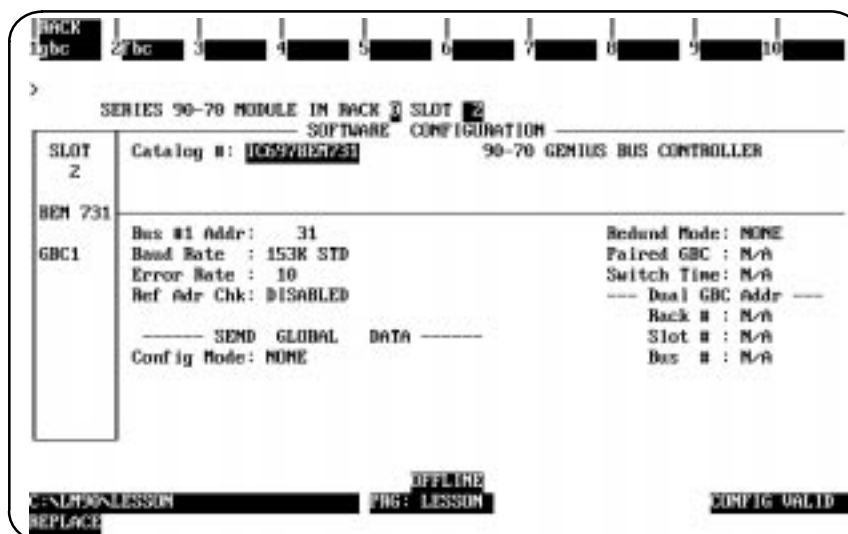 RACK
1gbc 2fbc 3 4 5 6 7 8 9 10
>
SERIES 90-70 MODULE IN RACK 0 SLOT 2
SOFTWARE CONFIGURATION
SLOT Catalog #: IC697BEM731 90-70 GENIUS BUS CONTROLLER
2
BEM 731
Bus #1 Addr: 31 Redund Mode: NONE
GBC1 Baud Rate : 153K STD Paired GBC : N/A
Error Rate : 10 Switch Time: N/A
Ref Adr Chk: DISABLED --- Dual GBC Addr ---
Rack # : N/A
------ SEND GLOBAL DATA ------ Slot # : N/A
Config Mode: NONE Bus # : N/A
OFFLINE
C:\LM90\LESSON PRG: LESSON CONFIG VALID
REPLACE